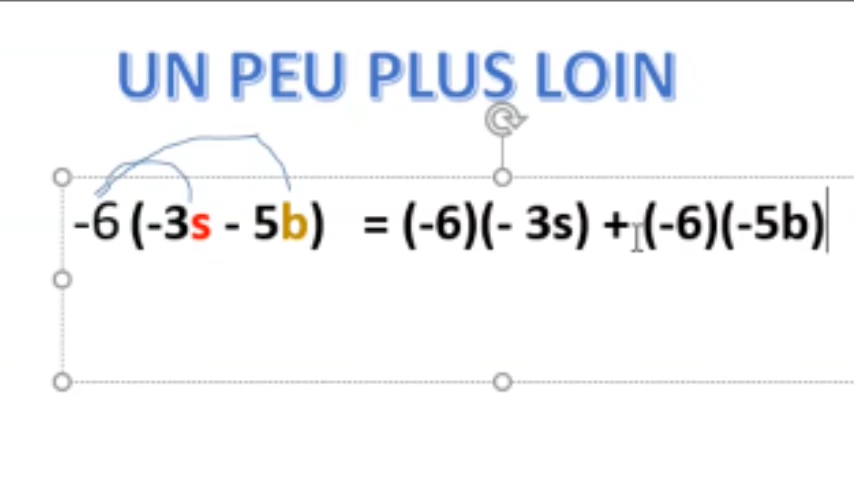 UN PEU PLUS LOIN
-6 (-3s - 5b) = (-6)(- 3s) + (-6)(-5b)